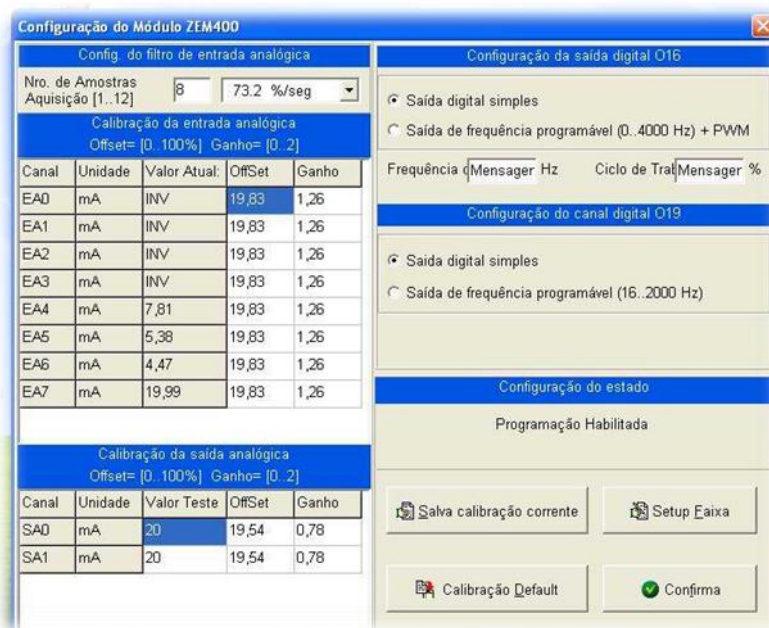 Configuração do Módulo ZEM400
Config. do filtro de entrada analógica
Nro. de Amostras
Aquisição [1..12]
8
73.2 %/seg
Calibração da entrada analógica
Offset= [0..100%] Ganho= [0..2]
Canal Unidade Valor Atual: OffSet Ganho
EA0 mA INV 19,83 1,26
EA1 mA INV 19,83 1,26
EA2 mA INV 19,83 1,26
EA3 mA INV 19,83 1,26
EA4 mA 7,81 19,83 1,26
EA5 mA 5,38 19,83 1,26
EA6 mA 4,47 19,83 1,26
EA7 mA 19,99 19,83 1,26
Calibração da saída analógica
Offset= [0..100%] Ganho= [0..2]
Canal Unidade Valor Teste OffSet Ganho
SA0 mA 20 19,54 0,78
SA1 mA 20 19,54 0,78
Configuração da saída digital O16
Saída digital simples
Saída de frequência programável (0..4000 Hz) + PWM
Frequência Mensager Hz Ciclo de Mensager %
Configuração do canal digital O19
Saida digital simples
Saída de frequência programável (16..2000 Hz)
Configuração do estado
Programação Habilitada
Salva calibração corrente
Setup Faixa
Calibração Default
Confirma